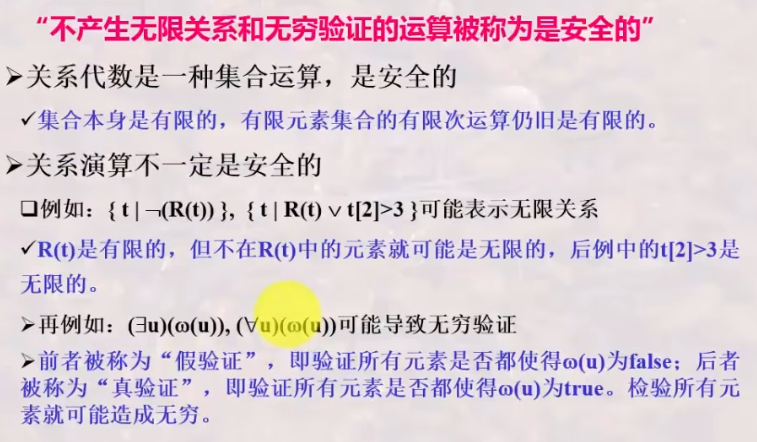 “不产生无限关系和无穷验证的运算被称为是安全的”
➢关系代数是一种集合运算，是安全的
✓集合本身是有限的，有限元素集合的有限次运算仍旧是有限的。
➢关系演算不一定是安全的
❑例如：{ t | ¬(R(t)) }, { t | R(t) ∨ t[2]>3 }可能表示无限关系
✓R(t)是有限的，但不在R(t)中的元素就可能是无限的，后例中的t[2]>3是
无限的。
➢再例如：(∃u)(ω(u)), (∀u)(ω(u))可能导致无穷验证
➢前者被称为“假验证”，即验证所有元素是否都使得ω(u)为false；后者
被称为“真验证”，即验证所有元素是否都使得ω(u)为true。检验所有元
素就可能造成无穷。